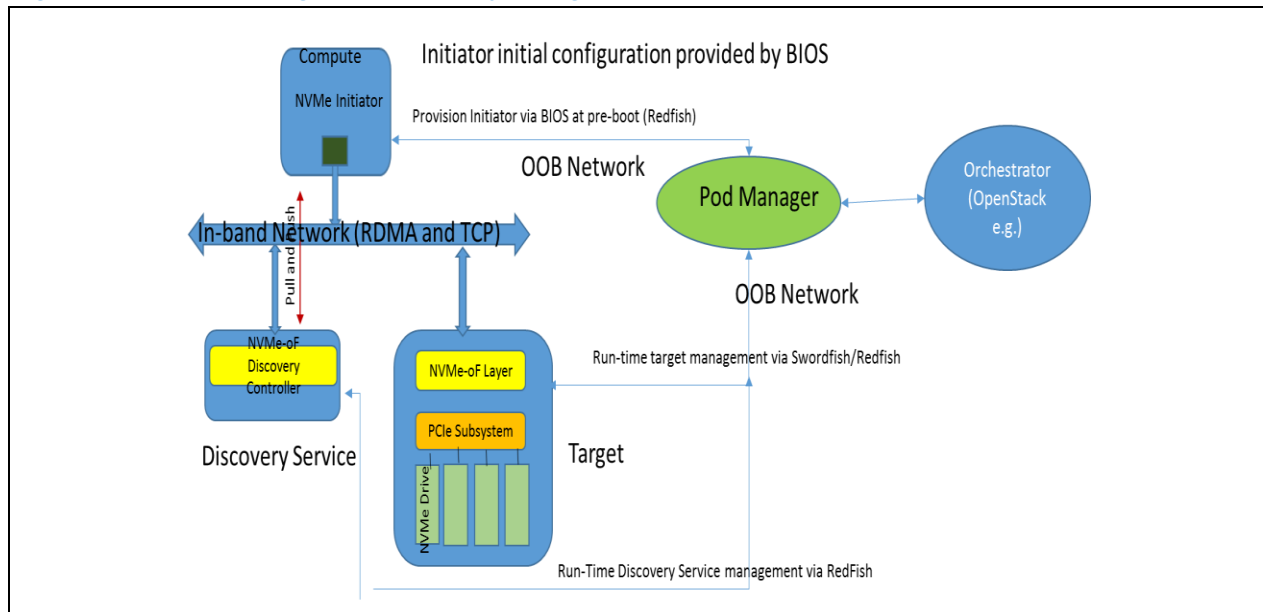 Compute
Initiator initial configuration provided by BIOS
NVMe Initiator
Provision Initiator via BIOS at pre-boot (Redfish)
OOB Network
Pod Manager
Orchestrator
(OpenStack
e.g.)
In-band Network (RDMA and TCP)
Pull and Push
OOB Network
NVMe-oF
Discovery
Controller
Discovery Service
NVMe-oF Layer
Run-time target management via Swordfish/Redfish
PCIe Subsystem
Target
NVMe Drive
Run-Time Discovery Service management via RedFish